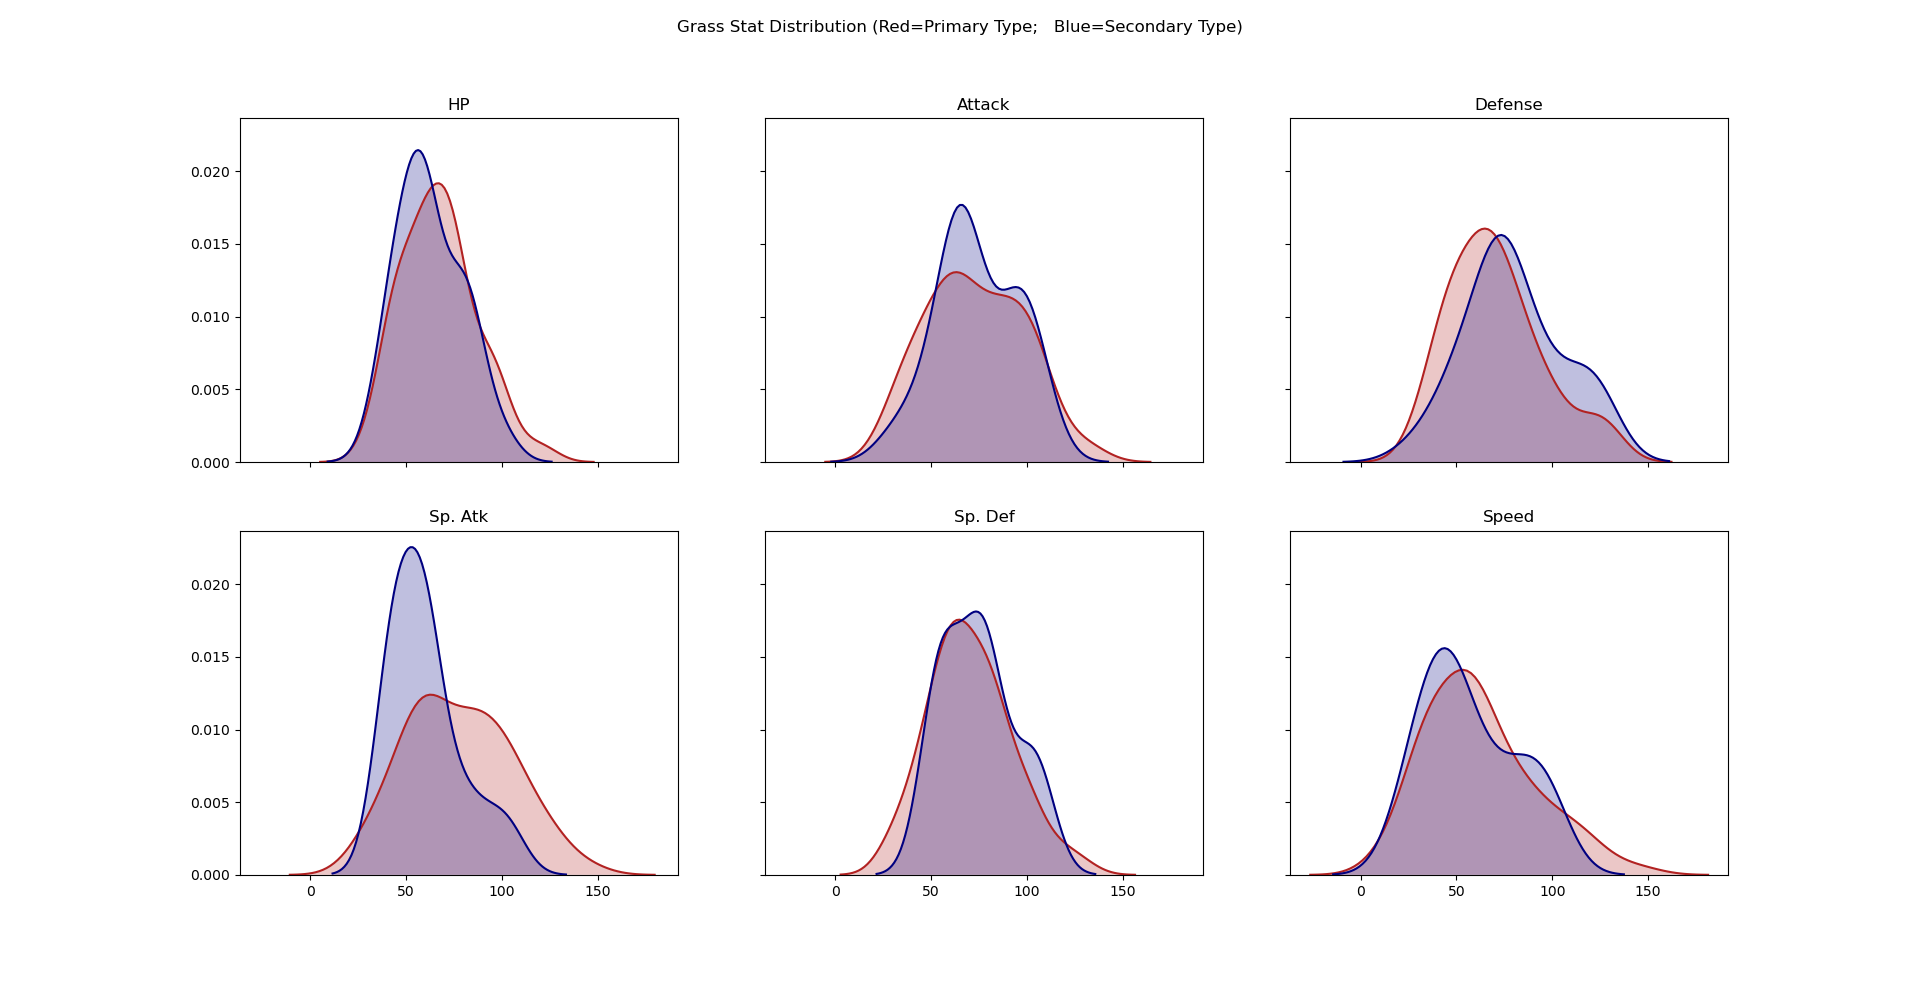 Grass Stat Distribution (Red=Primary Type;   Blue=Secondary Type)
HP
Attack
Defense
0.020
0.015
0.010
0.005
0.000
Sp. Atk
Sp. Def
Speed
0.020
0.015
0.010
0.005
0.000
0 50 100 150
0 50 100 150
0 50 100 150